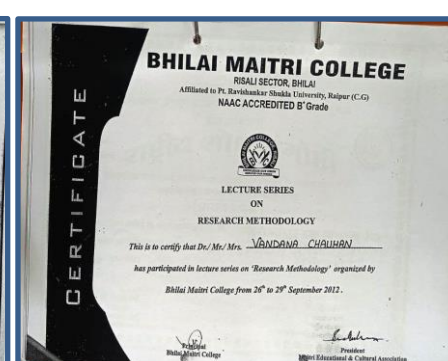 CERTIFICATE
BHILAI MAITRI COLLEGE
RISALI SECTOR, BHILAI
Affiliated to Pt. Ravishankar Shukla University, Raipur (C.G)
NAAC ACCREDITED B+ Grade
LECTURE SERIES
ON
RESEARCH METHODOLOGY
This is to certify that Dr./ Mr./ Mrs. VANDANA CHAUHAN
has participated in lecture series on 'Research Methodology' organized by
Bhilai Maitri College from 26th to 29th September 2012.
Principal
Bhilai Maitri College
President
Maitri Educational & Cultural Association